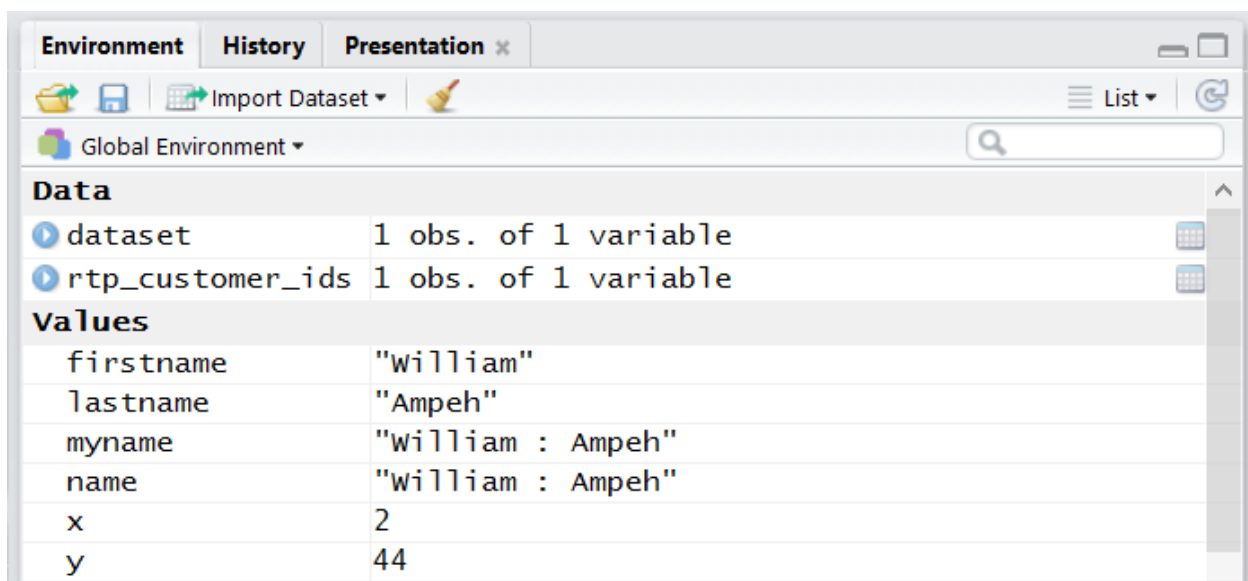 Environment History Presentation
Import Dataset List
Global Environment
Data
dataset 1 obs. of 1 variable
rtp_customer_ids 1 obs. of 1 variable
Values
firstname "William"
lastname "Ampeh"
myname "William : Ampeh"
name "William : Ampeh"
x 2
y 44